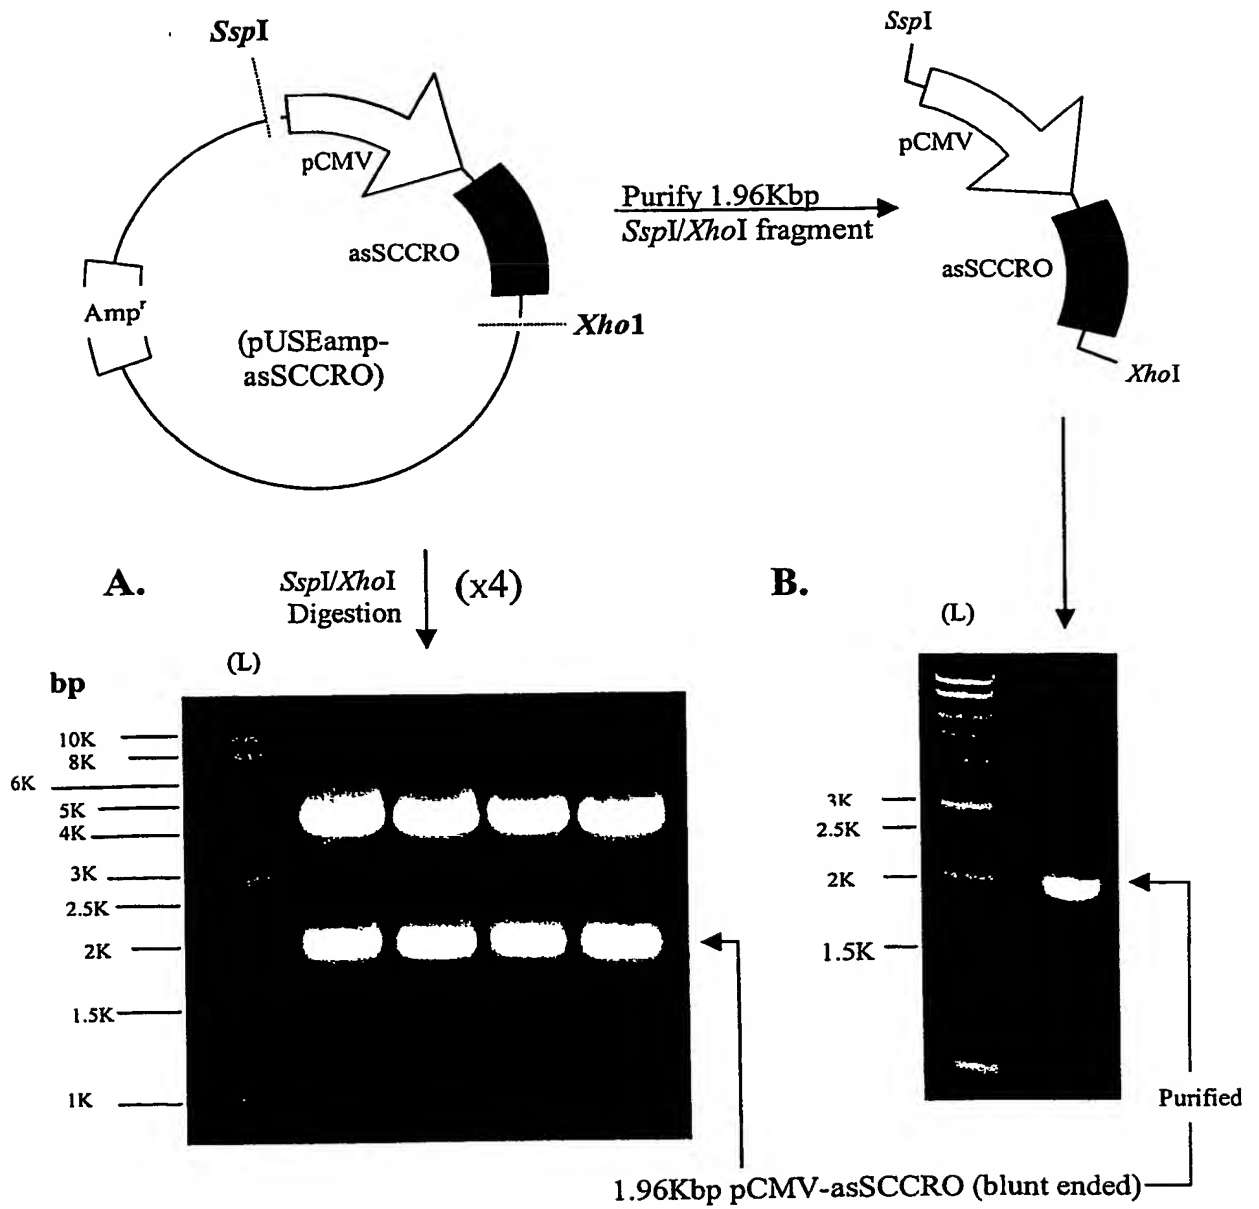 SspI
SspI
pCMV
pCMV
Purify 1.96Kbp
SspI/XhoI fragment
asSCCRO
asSCCRO
Ampʳ
Xho1
(pUSEamp-
asSCCRO)
XhoI
A.
SspI/XhoI
Digestion
(x4)
B.
(L)
(L)
bp
10K
8K
6K
5K
4K
3K
2.5K
2K
1.5K
1K
3K
2.5K
2K
1.5K
Purified
1.96Kbp pCMV-asSCCRO (blunt ended)